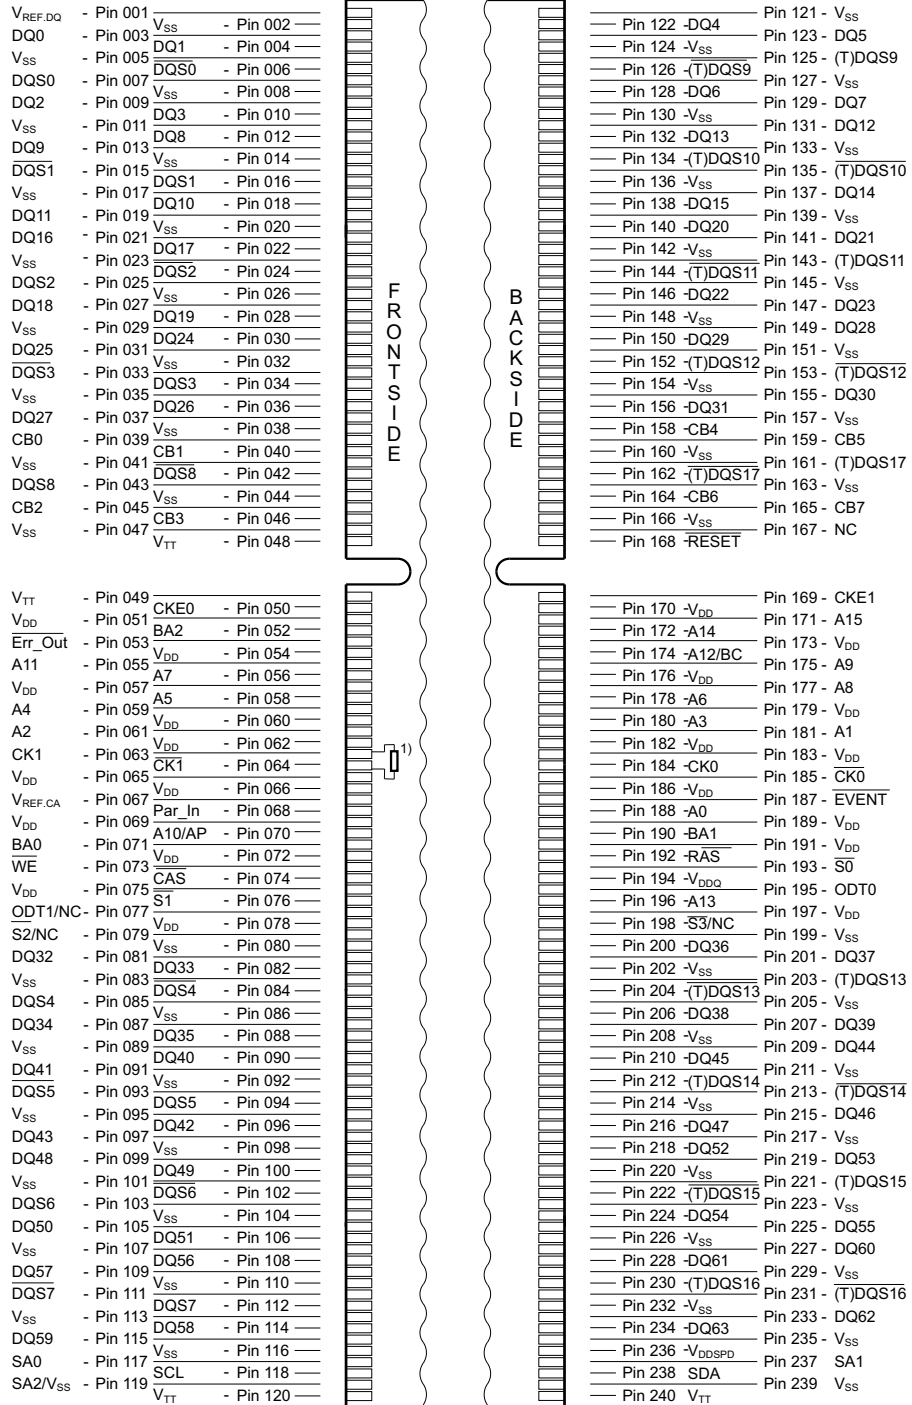 VREF.DQ - Pin 001
VSS - Pin 002
DQ0 - Pin 003
DQ1 - Pin 004
VSS - Pin 005
DQS0 - Pin 006
DQS0 - Pin 007
VSS - Pin 008
DQ2 - Pin 009
DQ3 - Pin 010
VSS - Pin 011
DQ8 - Pin 012
DQ9 - Pin 013
VSS - Pin 014
DQS1 - Pin 015
DQS1 - Pin 016
VSS - Pin 017
DQ10 - Pin 018
DQ11 - Pin 019
VSS - Pin 020
DQ16 - Pin 021
DQ17 - Pin 022
VSS - Pin 023
DQS2 - Pin 024
DQS2 - Pin 025
VSS - Pin 026
DQ18 - Pin 027
DQ19 - Pin 028
VSS - Pin 029
DQ24 - Pin 030
DQ25 - Pin 031
VSS - Pin 032
DQS3 - Pin 033
DQS3 - Pin 034
VSS - Pin 035
DQ26 - Pin 036
DQ27 - Pin 037
VSS - Pin 038
CB0 - Pin 039
CB1 - Pin 040
VSS - Pin 041
DQS8 - Pin 042
DQS8 - Pin 043
VSS - Pin 044
CB2 - Pin 045
CB3 - Pin 046
VSS - Pin 047
VTT - Pin 048
VTT - Pin 049
CKE0 - Pin 050
VDD - Pin 051
BA2 - Pin 052
Err_Out - Pin 053
VDD - Pin 054
A11 - Pin 055
A7 - Pin 056
VDD - Pin 057
A5 - Pin 058
A4 - Pin 059
VDD - Pin 060
A2 - Pin 061
VDD - Pin 062
CK1 - Pin 063
CK1 - Pin 064
VDD - Pin 065
VDD - Pin 066
VREF.CA - Pin 067
Par_In - Pin 068
VDD - Pin 069
A10/AP - Pin 070
BA0 - Pin 071
VDD - Pin 072
WE - Pin 073
CAS - Pin 074
VDD - Pin 075
S1 - Pin 076
ODT1/NC - Pin 077
VDD - Pin 078
S2/NC - Pin 079
VSS - Pin 080
DQ32 - Pin 081
DQ33 - Pin 082
VSS - Pin 083
DQS4 - Pin 084
DQS4 - Pin 085
VSS - Pin 086
DQ34 - Pin 087
DQ35 - Pin 088
VSS - Pin 089
DQ40 - Pin 090
DQ41 - Pin 091
VSS - Pin 092
DQS5 - Pin 093
DQS5 - Pin 094
VSS - Pin 095
DQ42 - Pin 096
DQ43 - Pin 097
VSS - Pin 098
DQ48 - Pin 099
DQ49 - Pin 100
VSS - Pin 101
DQS6 - Pin 102
DQS6 - Pin 103
VSS - Pin 104
DQ50 - Pin 105
DQ51 - Pin 106
VSS - Pin 107
DQ56 - Pin 108
DQ57 - Pin 109
VSS - Pin 110
DQS7 - Pin 111
DQS7 - Pin 112
VSS - Pin 113
DQ58 - Pin 114
DQ59 - Pin 115
VSS - Pin 116
SA0 - Pin 117
SCL - Pin 118
SA2/VSS - Pin 119
VTT - Pin 120
FRONTSIDE
1)
BACKSIDE
Pin 121 - VSS
Pin 122 -DQ4
Pin 123 - DQ5
Pin 124 -VSS
Pin 125 - (T)DQS9
Pin 126 -(T)DQS9
Pin 127 - VSS
Pin 128 -DQ6
Pin 129 - DQ7
Pin 130 -VSS
Pin 131 - DQ12
Pin 132 -DQ13
Pin 133 - VSS
Pin 134 -(T)DQS10
Pin 135 - (T)DQS10
Pin 136 -VSS
Pin 137 - DQ14
Pin 138 -DQ15
Pin 139 - VSS
Pin 140 -DQ20
Pin 141 - DQ21
Pin 142 -VSS
Pin 143 - (T)DQS11
Pin 144 -(T)DQS11
Pin 145 - VSS
Pin 146 -DQ22
Pin 147 - DQ23
Pin 148 -VSS
Pin 149 - DQ28
Pin 150 -DQ29
Pin 151 - VSS
Pin 152 -(T)DQS12
Pin 153 - (T)DQS12
Pin 154 -VSS
Pin 155 - DQ30
Pin 156 -DQ31
Pin 157 - VSS
Pin 158 -CB4
Pin 159 - CB5
Pin 160 -VSS
Pin 161 - (T)DQS17
Pin 162 -(T)DQS17
Pin 163 - VSS
Pin 164 -CB6
Pin 165 - CB7
Pin 166 -VSS
Pin 167 - NC
Pin 168 -RESET
Pin 169 - CKE1
Pin 170 -VDD
Pin 171 - A15
Pin 172 -A14
Pin 173 - VDD
Pin 174 -A12/BC
Pin 175 - A9
Pin 176 -VDD
Pin 177 - A8
Pin 178 -A6
Pin 179 - VDD
Pin 180 -A3
Pin 181 - A1
Pin 182 -VDD
Pin 183 - VDD
Pin 184 -CK0
Pin 185 - CK0
Pin 186 -VDD
Pin 187 - EVENT
Pin 188 -A0
Pin 189 - VDD
Pin 190 -BA1
Pin 191 - VDD
Pin 192 -RAS
Pin 193 - S0
Pin 194 -VDDQ
Pin 195 - ODT0
Pin 196 -A13
Pin 197 - VDD
Pin 198 -S3/NC
Pin 199 - VSS
Pin 200 -DQ36
Pin 201 - DQ37
Pin 202 -VSS
Pin 203 - (T)DQS13
Pin 204 -(T)DQS13
Pin 205 - VSS
Pin 206 -DQ38
Pin 207 - DQ39
Pin 208 -VSS
Pin 209 - DQ44
Pin 210 -DQ45
Pin 211 - VSS
Pin 212 -(T)DQS14
Pin 213 - (T)DQS14
Pin 214 -VSS
Pin 215 - DQ46
Pin 216 -DQ47
Pin 217 - VSS
Pin 218 -DQ52
Pin 219 - DQ53
Pin 220 -VSS
Pin 221 - (T)DQS15
Pin 222 -(T)DQS15
Pin 223 - VSS
Pin 224 -DQ54
Pin 225 - DQ55
Pin 226 -VSS
Pin 227 - DQ60
Pin 228 -DQ61
Pin 229 - VSS
Pin 230 -(T)DQS16
Pin 231 - (T)DQS16
Pin 232 -VSS
Pin 233 - DQ62
Pin 234 -DQ63
Pin 235 - VSS
Pin 236 -VDDSPD
Pin 237 SA1
Pin 238 SDA
Pin 239 VSS
Pin 240 VTT